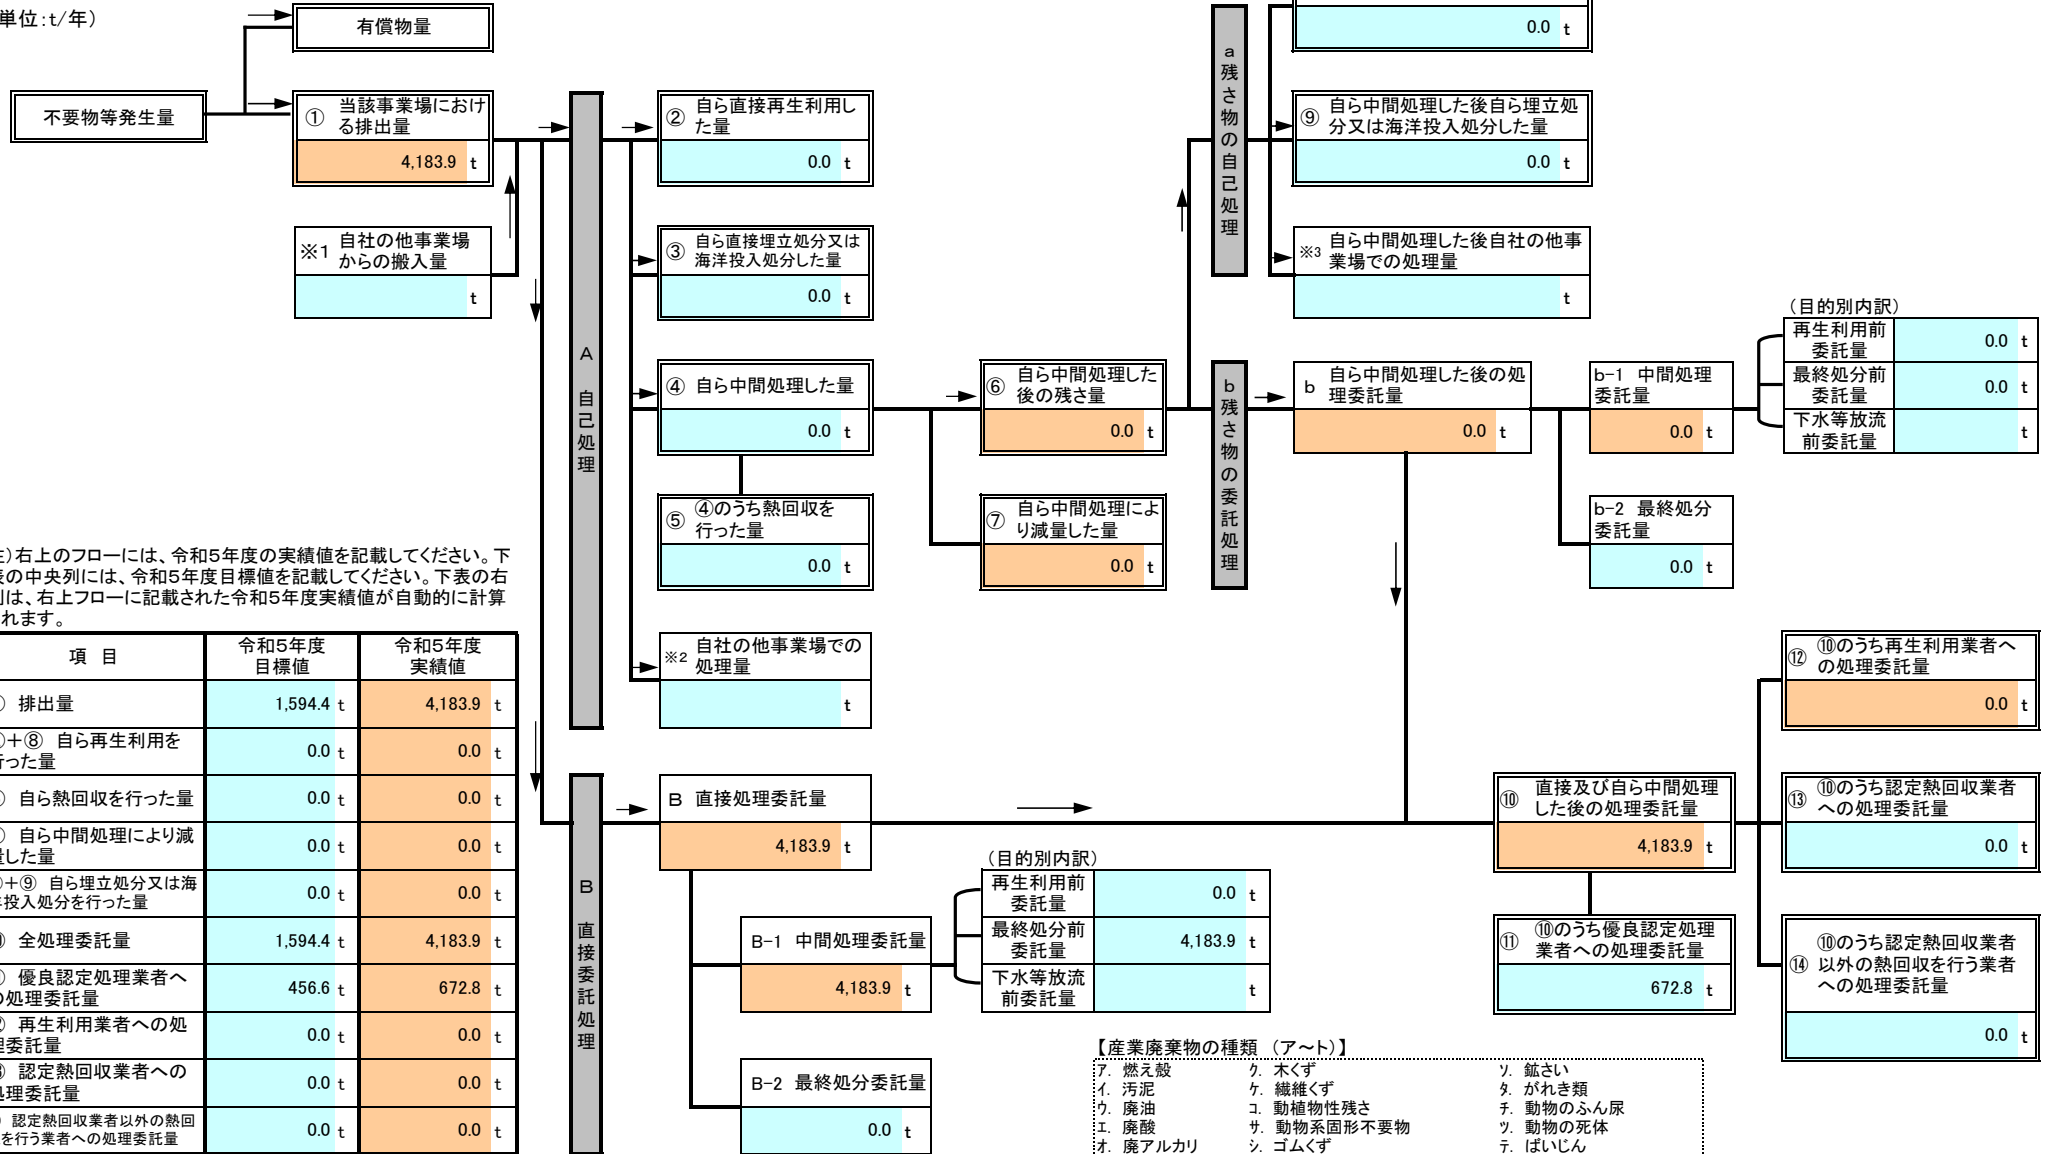 単位:t/年）
有償物量
不要物等発生量
① 当該事業場におけ
る排出量
4,183.9 t
※1 自社の他事業場
からの搬入量
t
A 自己処理
② 自ら直接再生利用し
た量
0.0 t
③ 自ら直接埋立処分又は
海洋投入処分した量
0.0 t
④ 自ら中間処理した量
0.0 t
⑤ ④のうち熱回収を
行った量
0.0 t
※2 自社の他事業場での
処理量
t
⑥ 自ら中間処理した
後の残さ量
0.0 t
⑦ 自ら中間処理によ
り減量した量
0.0 t
a 残さ物の自己処理
0.0 t
⑨ 自ら中間処理した後自ら埋立処
分又は海洋投入処分した量
0.0 t
※3 自ら中間処理した後自社の他事
業場での処理量
t
b 残さ物の委託処理
b 自ら中間処理した後の処
理委託量
0.0 t
b-1 中間処理
委託量
0.0 t
b-2 最終処分
委託量
0.0 t
（目的別内訳）
再生利用前
委託量
0.0 t
最終処分前
委託量
0.0 t
下水等放流
前委託量
t
）右上のフローには、令和５年度の実績値を記載してください。下
表の中央列には、令和５年度目標値を記載してください。下表の右
列は、右上フローに記載された令和５年度実績値が自動的に計算
れます。
項 目
令和５年度
目標値
令和５年度
実績値
排出量
1,594.4 t
4,183.9 t
＋⑧ 自ら再生利用を
行った量
0.0 t
0.0 t
自ら熱回収を行った量
0.0 t
0.0 t
自ら中間処理により減
量した量
0.0 t
0.0 t
＋⑨ 自ら埋立処分又は海
洋投入処分を行った量
0.0 t
0.0 t
全処理委託量
1,594.4 t
4,183.9 t
優良認定処理業者へ
の処理委託量
456.6 t
672.8 t
再生利用業者への処
理委託量
0.0 t
0.0 t
認定熱回収業者への
処理委託量
0.0 t
0.0 t
認定熱回収業者以外の熱回
を行う業者への処理委託量
0.0 t
0.0 t
B 直接委託処理
B 直接処理委託量
4,183.9 t
B-1 中間処理委託量
4,183.9 t
B-2 最終処分委託量
0.0 t
（目的別内訳）
再生利用前
委託量
0.0 t
最終処分前
委託量
4,183.9 t
下水等放流
前委託量
t
⑩ 直接及び自ら中間処理
した後の処理委託量
4,183.9 t
⑪ ⑩のうち優良認定処理
業者への処理委託量
672.8 t
⑫ ⑩のうち再生利用業者へ
の処理委託量
0.0 t
⑬ ⑩のうち認定熱回収業者
への処理委託量
0.0 t
⑭ ⑩のうち認定熱回収業者
以外の熱回収を行う業者
への処理委託量
0.0 t
【産業廃棄物の種類 （ア～ト）】
ア. 燃え殻
イ. 汚泥
ウ. 廃油
エ. 廃酸
オ. 廃アルカリ
ク. 木くず
ケ. 繊維くず
コ. 動植物性残さ
サ. 動物系固形不要物
シ. ゴムくず
ソ. 鉱さい
タ. がれき類
チ. 動物のふん尿
ツ. 動物の死体
テ. ばいじん